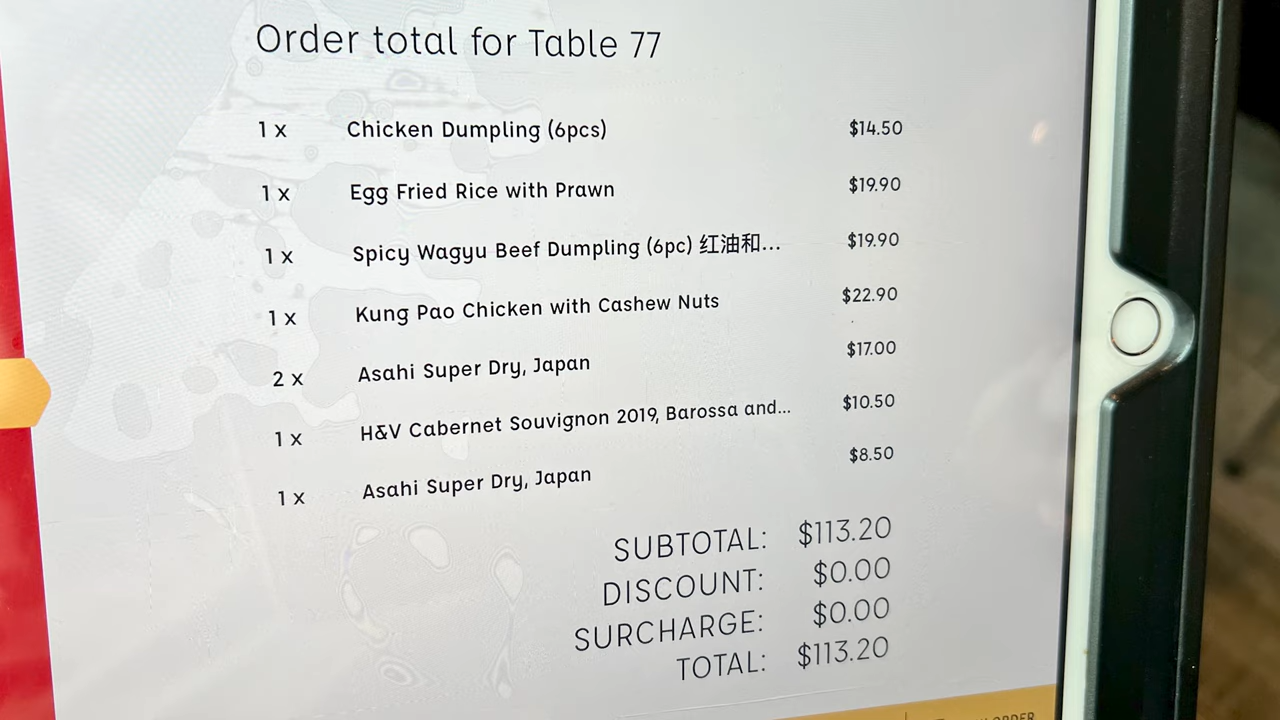 Order total for Table 77
1 x Chicken Dumpling (6pcs) $14.50
1 x Egg Fried Rice with Prawn $19.90
1 x Spicy Wagyu Beef Dumpling (6pc) 红油和... $19.90
1 x Kung Pao Chicken with Cashew Nuts $22.90
2 x Asahi Super Dry, Japan $17.00
1 x H&V Cabernet Souvignon 2019, Barossa and... $10.50
1 x Asahi Super Dry, Japan $8.50
SUBTOTAL: $113.20
DISCOUNT: $0.00
SURCHARGE: $0.00
TOTAL: $113.20
ORDER